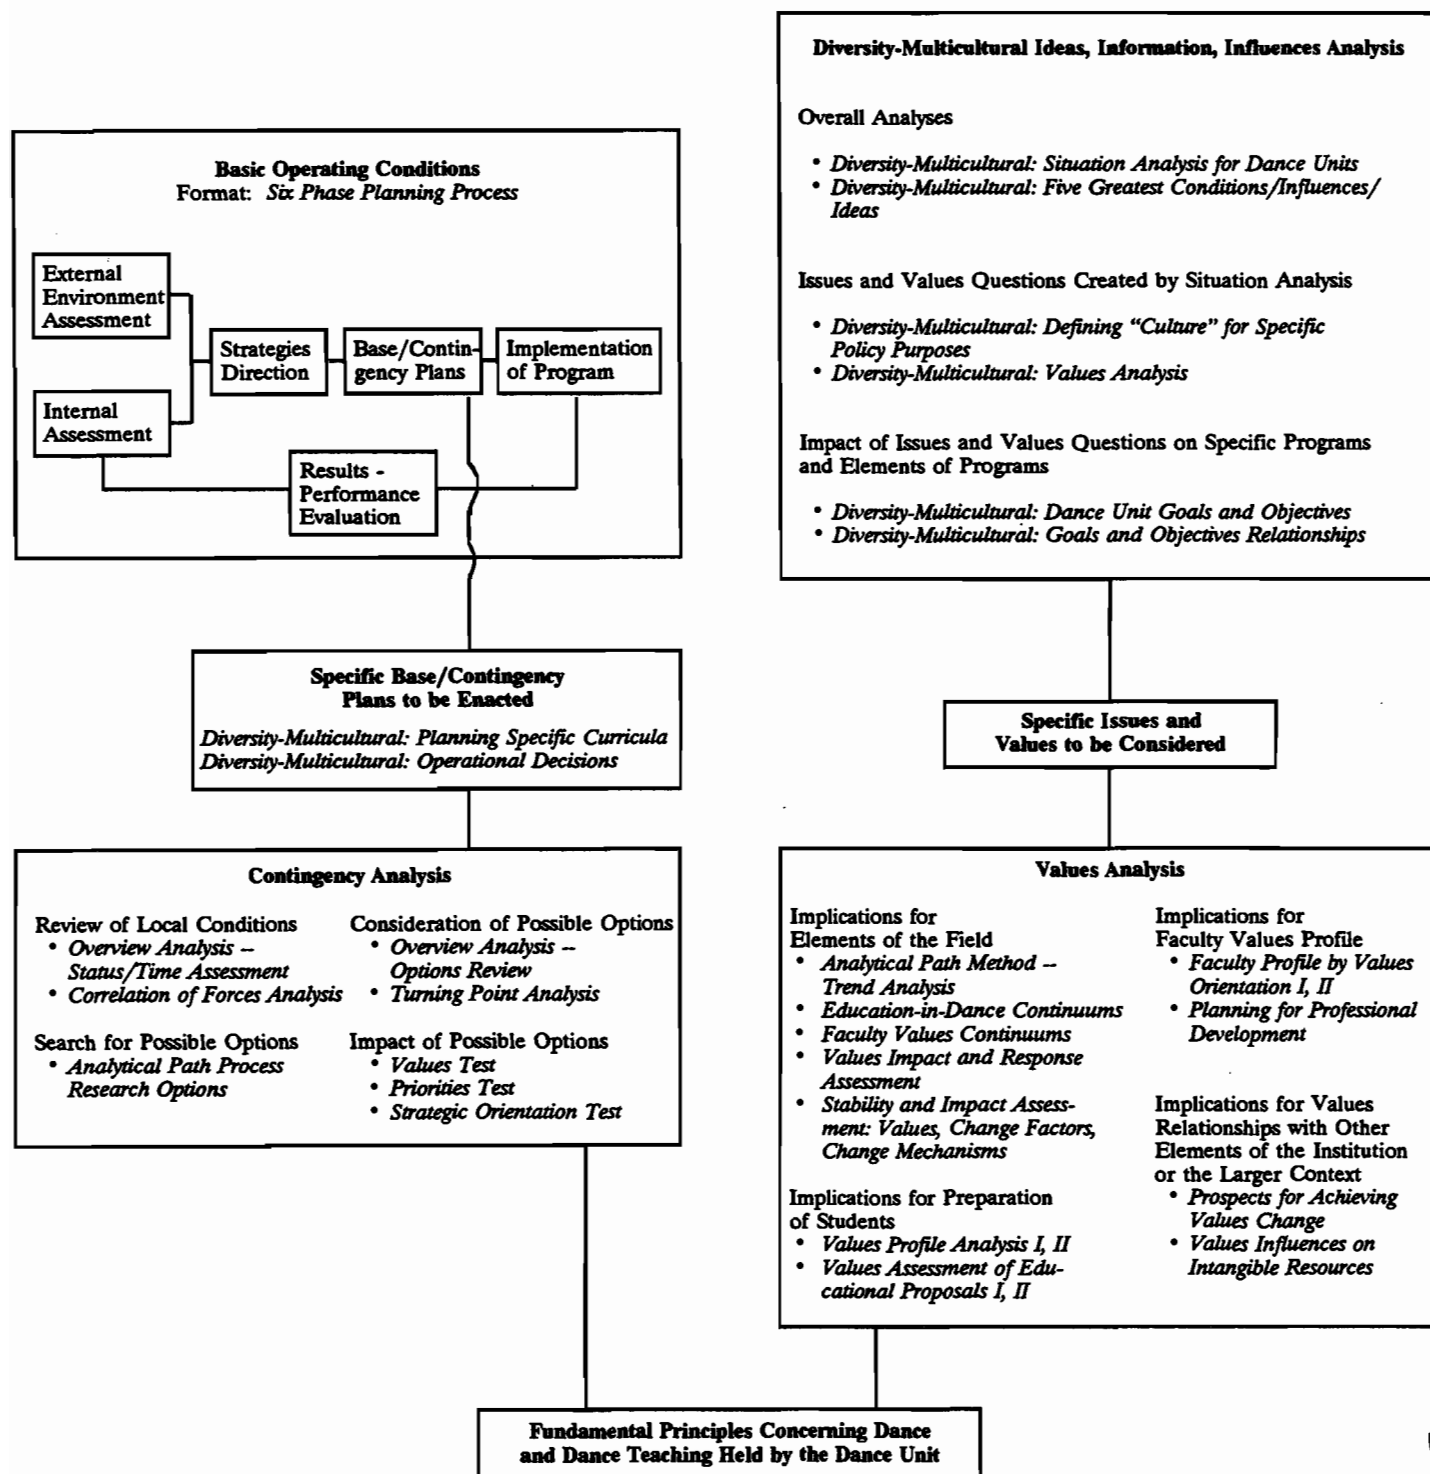 Diversity-Multicultural Ideas, Information, Influences Analysis
Overall Analyses
• Diversity-Multicultural: Situation Analysis for Dance Units
• Diversity-Multicultural: Five Greatest Conditions/Influences/
Ideas
Issues and Values Questions Created by Situation Analysis
• Diversity-Multicultural: Defining “Culture” for Specific
Policy Purposes
• Diversity-Multicultural: Values Analysis
Impact of Issues and Values Questions on Specific Programs
and Elements of Programs
• Diversity-Multicultural: Dance Unit Goals and Objectives
• Diversity-Multicultural: Goals and Objectives Relationships
Basic Operating Conditions
Format: Six Phase Planning Process
External
Environment
Assessment
Internal
Assessment
Strategies
Direction
Base/Contin-
gency Plans
Implementation
of Program
Results -
Performance
Evaluation
Specific Base/Contingency
Plans to be Enacted
Diversity-Multicultural: Planning Specific Curricula
Diversity-Multicultural: Operational Decisions
Specific Issues and
Values to be Considered
Contingency Analysis
Review of Local Conditions
• Overview Analysis –
Status/Time Assessment
• Correlation of Forces Analysis
Search for Possible Options
• Analytical Path Process
Research Options
Consideration of Possible Options
• Overview Analysis –
Options Review
• Turning Point Analysis
Impact of Possible Options
• Values Test
• Priorities Test
• Strategic Orientation Test
Values Analysis
Implications for
Elements of the Field
• Analytical Path Method –
Trend Analysis
• Education-in-Dance Continuums
• Faculty Values Continuums
• Values Impact and Response
Assessment
• Stability and Impact Assess-
ment: Values, Change Factors,
Change Mechanisms
Implications for Preparation
of Students
• Values Profile Analysis I, II
• Values Assessment of Edu-
cational Proposals I, II
Implications for
Faculty Values Profile
• Faculty Profile by Values
Orientation I, II
• Planning for Professional
Development
Implications for Values
Relationships with Other
Elements of the Institution
or the Larger Context
• Prospects for Achieving
Values Change
• Values Influences on
Intangible Resources
Fundamental Principles Concerning Dance
and Dance Teaching Held by the Dance Unit